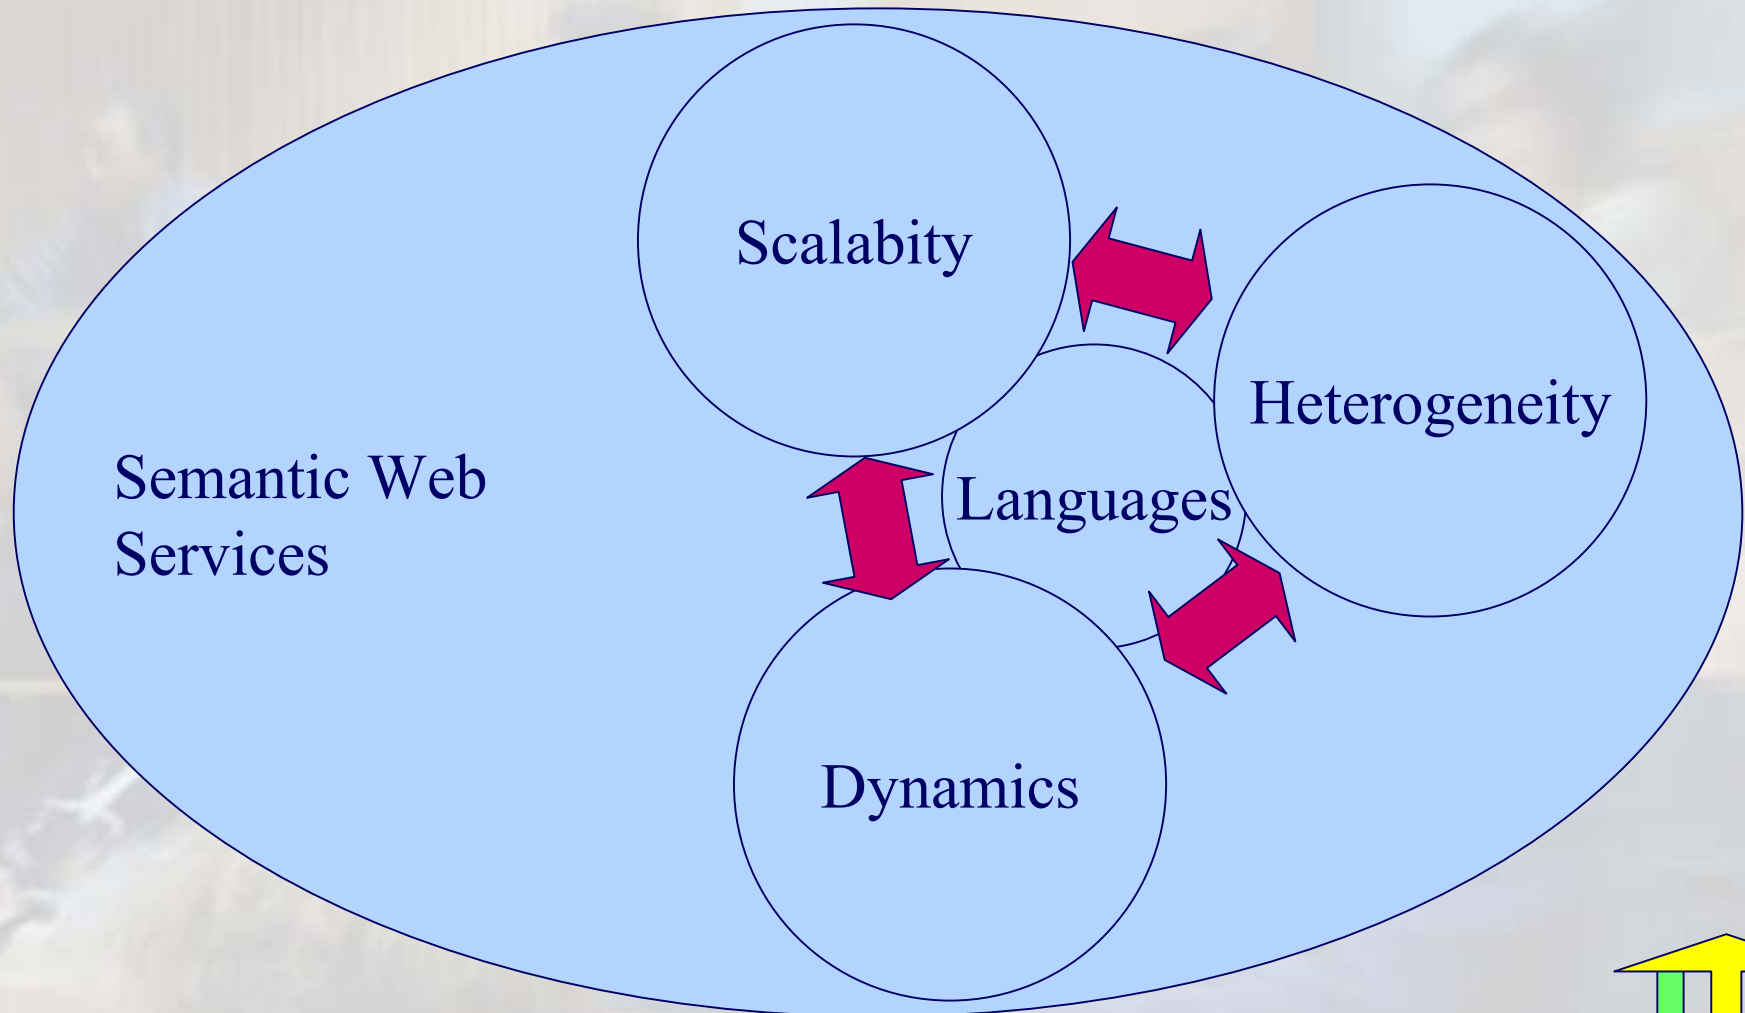 Scalabity
Heterogeneity
Semantic Web
Services
Languages
Dynamics